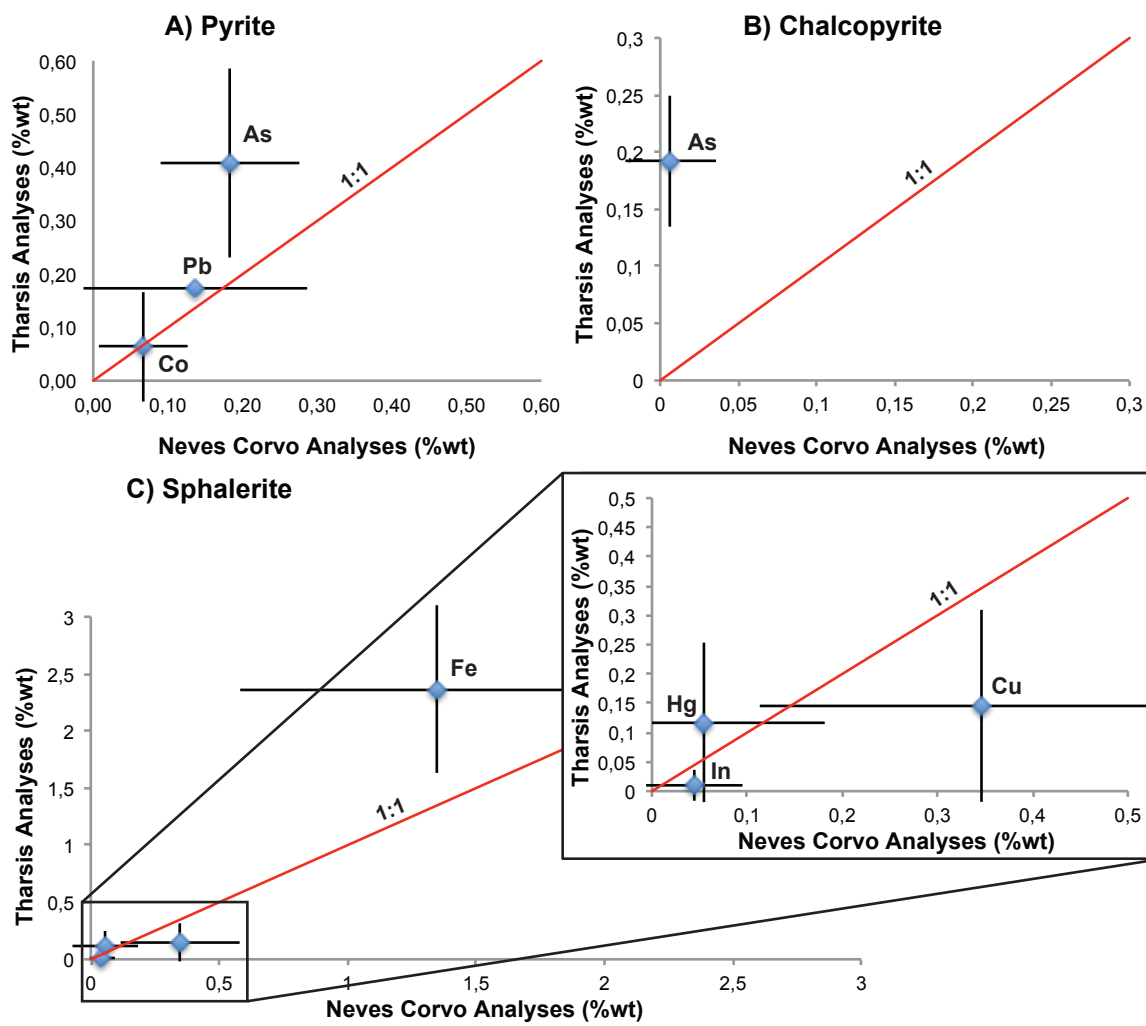 A) Pyrite
0,60
0,50
0,40
0,30
0,20
0,10
0,00
Tharsis Analyses (%wt)
As
Pb
Co
1:1
0,00 0,10 0,20 0,30 0,40 0,50 0,60
Neves Corvo Analyses (%wt)
B) Chalcopyrite
0,3
0,25
0,2
0,15
0,1
0,05
0
Tharsis Analyses (%wt)
As
1:1
0 0,05 0,1 0,15 0,2 0,25 0,3
Neves Corvo Analyses (%wt)
C) Sphalerite
3
2,5
2
1,5
1
0,5
0
Tharsis Analyses (%wt)
Fe
1:1
0 0,5 1 1,5 2 2,5 3
Neves Corvo Analyses (%wt)
0,5
0,45
0,4
0,35
0,3
0,25
0,2
0,15
0,1
0,05
0
Tharsis Analyses (%wt)
1:1
Hg
Cu
In
0 0,1 0,2 0,3 0,4 0,5
Neves Corvo Analyses (%wt)